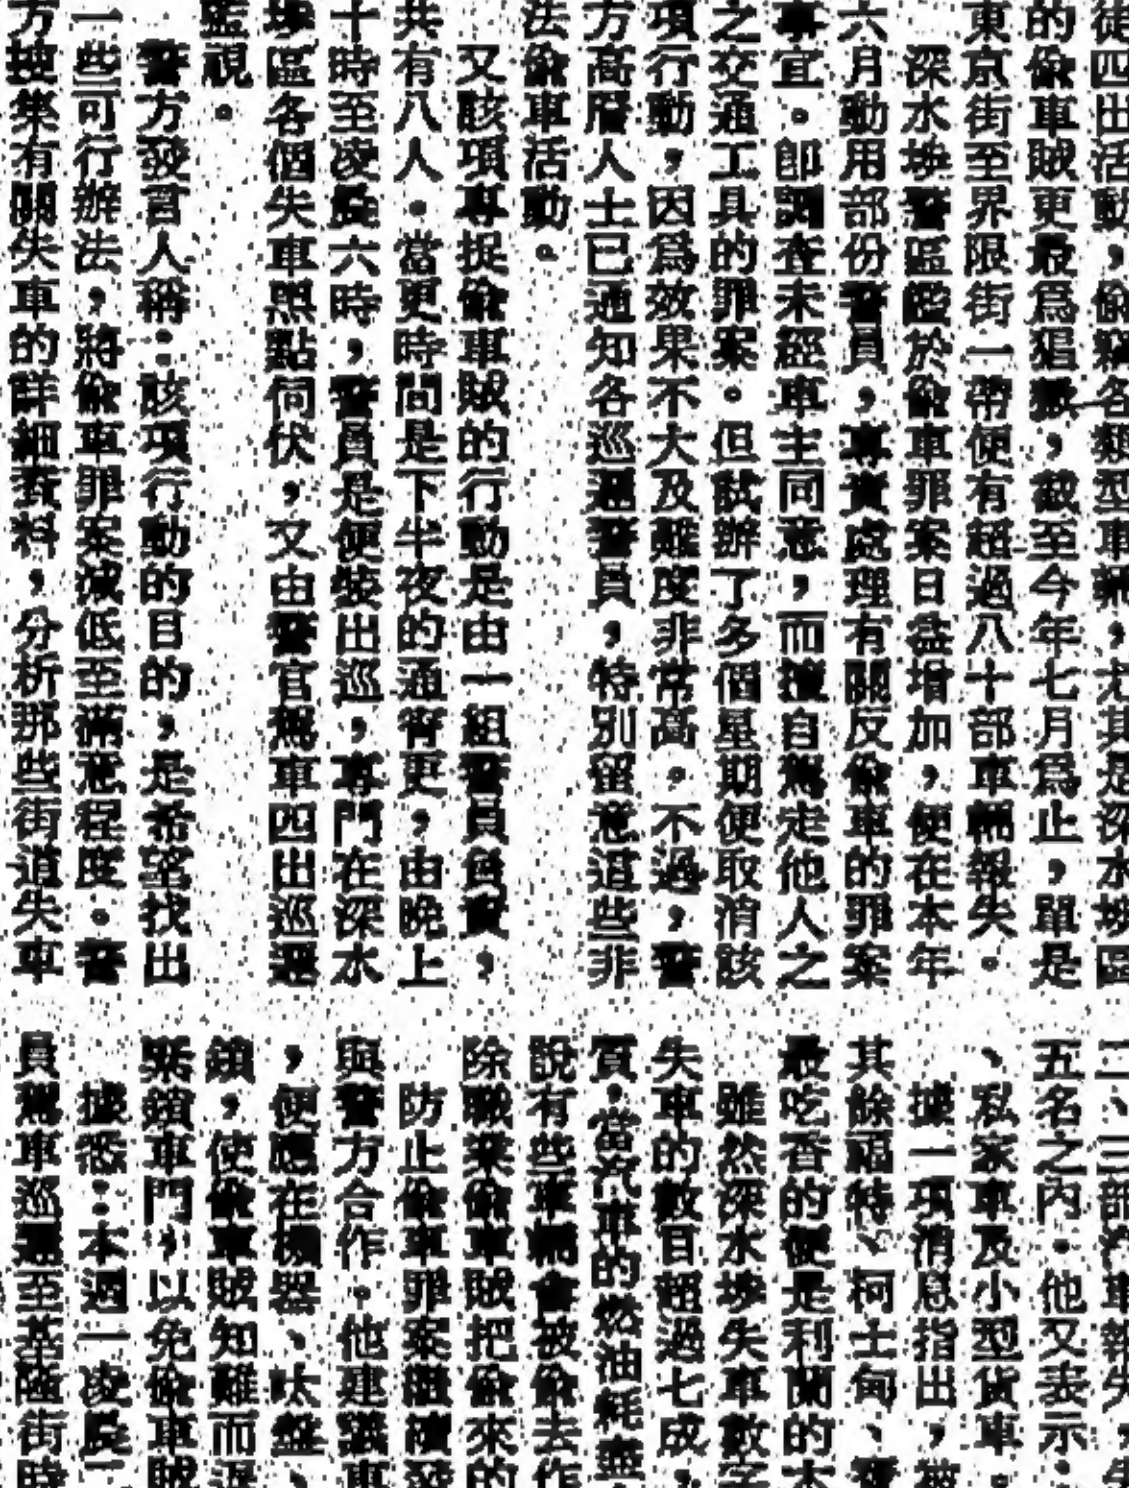 徒四出活動，偷竊各類型車輛，尤其是深水埗區
的偷車賊更最爲猖獗，截至今年七月爲止，單是
東京街至界限街一帶便有超過八十部車輛報失。
深水埗警區鑑於偷車罪案日益增加，便在本年
六月動用部份警員，專責處理有關反偷車的罪案
事宜。即調查未經車主同意，而擅自駕走他人之
之交通工具的罪案。但試辦了多個星期便取消該
項行動，因爲效果不大及難度非常高。不過，警
方高層人士已通知各巡邏警員，特別留意這些非
法偷車活動。
又該項專捉偷車賊的行動是由一組警員負責，
共有八人。當更時間是下半夜的通宵更，由晚上
十時至凌晨六時，警員是便裝出巡，專門在深水
埗區各個失車黑點伺伏，又由警官駕車四出巡邏
監視。
警方發言人稱：該項行動的目的，是希望找出
一些可行辦法，將偷車罪案減低至滿意程度。警
方搜集有關失車的詳細資料，分析那些街道失車
二、三部汽車報失，
五名之內。他又表示：
、私家車及小型貨車。
據一項消息指出，被
其餘福特、柯士甸、
最吃香的便是利蘭的
雖然深水埗失車數字
失車的數目超過七成，
質。當汽車的燃油耗盡
說有些車輛會被偷去作
除職業偷車賊把偷來的
防止偷車罪案繼續發
與警方合作。他建議車
，便應在機器、呔盤、
鎖，使偷車賊知難而退
緊鎖車門，以免偷車賊
據悉：本週一凌晨二
員駕車巡邏至基隆街時